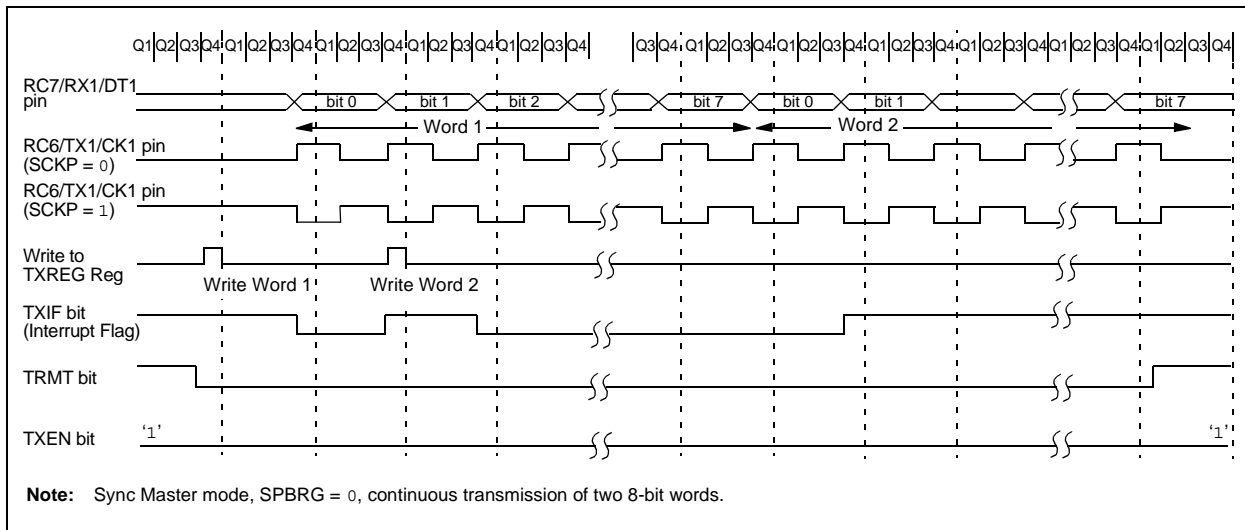 Q1 Q2 Q3 Q4 Q1 Q2 Q3 Q4 Q1 Q2 Q3 Q4 Q1 Q2 Q3 Q4 Q1 Q2 Q3 Q4 Q3 Q4 Q1 Q2 Q3 Q4 Q1 Q2 Q3 Q4 Q1 Q2 Q3 Q4 Q1 Q2 Q3 Q4 Q1 Q2 Q3 Q4 Q1 Q2 Q3 Q4
RC7/RX1/DT1
pin
bit 0 bit 1 bit 2 bit 7 bit 0 bit 1 bit 7
Word 1 Word 2
RC6/TX1/CK1 pin
(SCKP = 0)
RC6/TX1/CK1 pin
(SCKP = 1)
Write to
TXREG Reg
Write Word 1 Write Word 2
TXIF bit
(Interrupt Flag)
TRMT bit
TXEN bit
‘1’ ‘1’
Note: Sync Master mode, SPBRG = 0, continuous transmission of two 8-bit words.